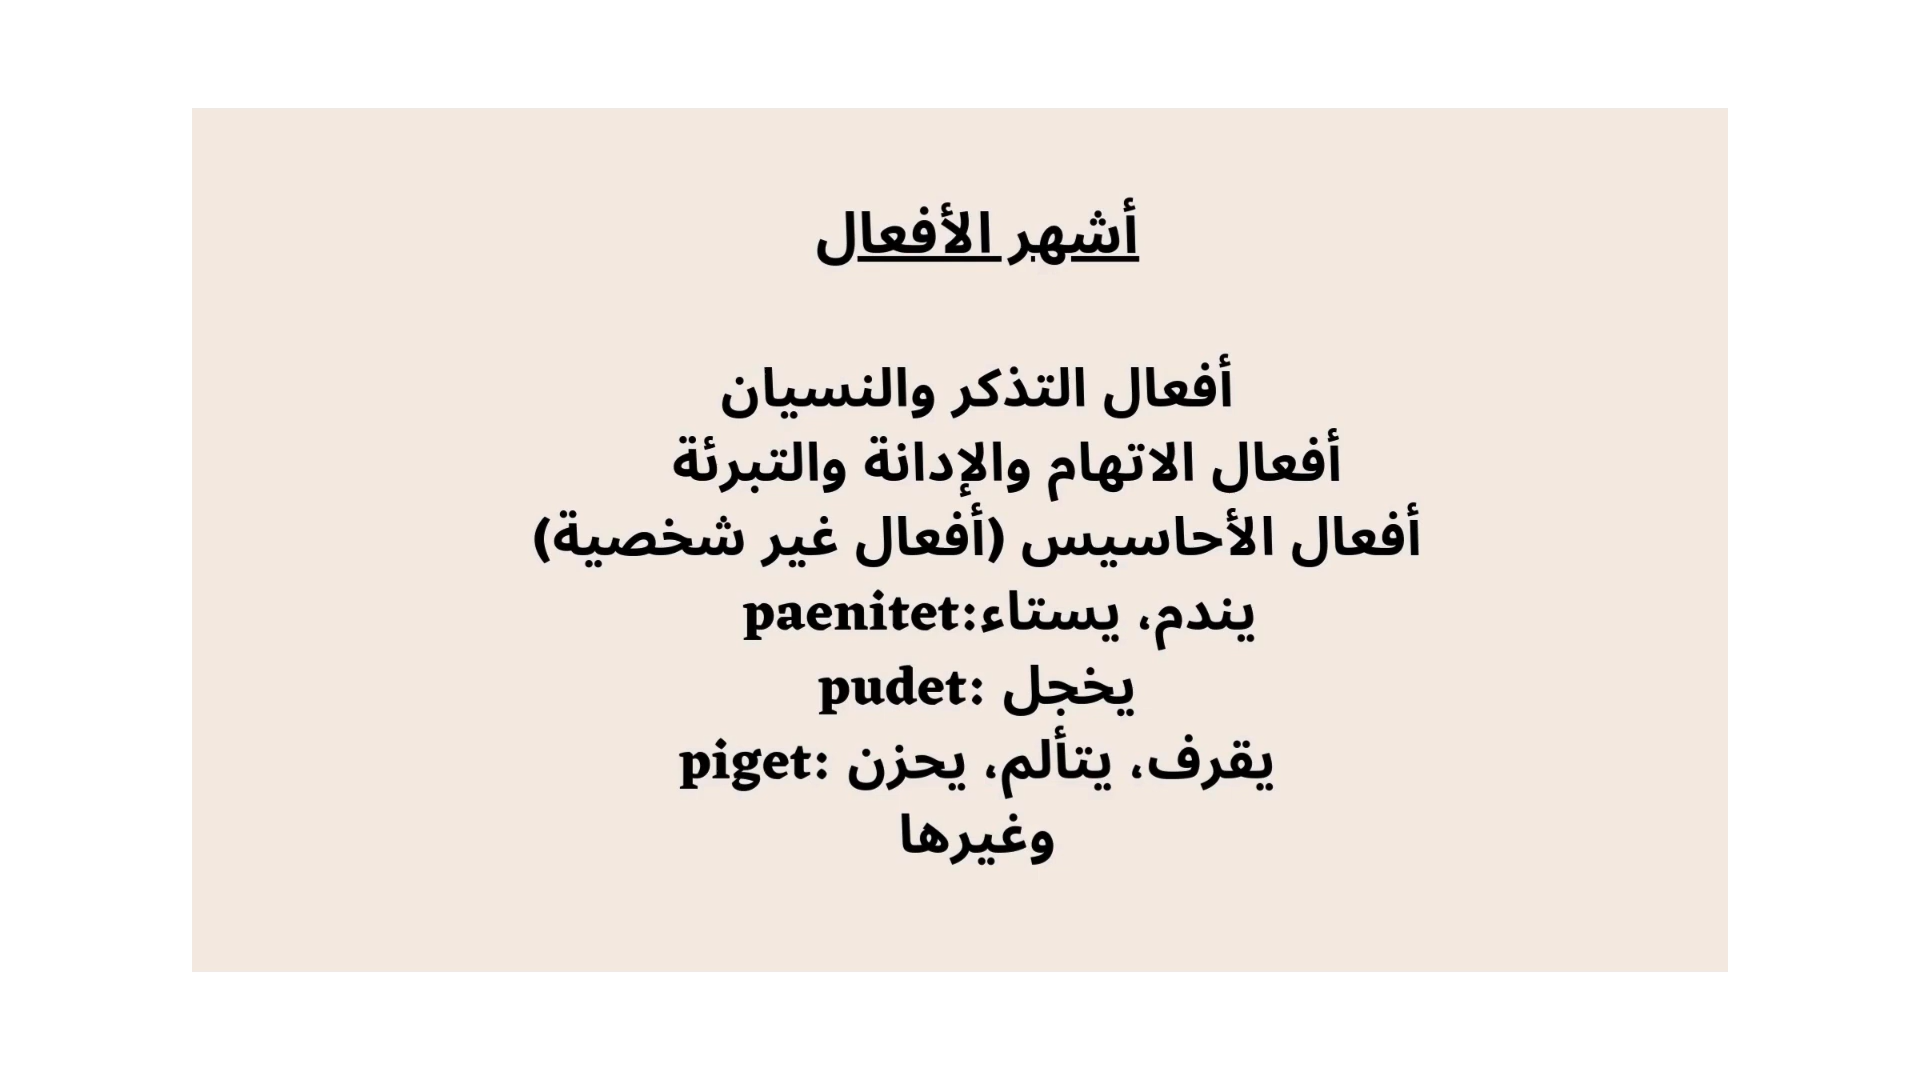 أشهر الأفعال
أفعال التذكر والنسيان
أفعال الاتهام والإدانة والتبرئة
أفعال الأحاسيس (أفعال غير شخصية)
يندم، يستاء:paenitet
يخجل :pudet
يقرف، يتألم، يحزن :piget
وغيرها